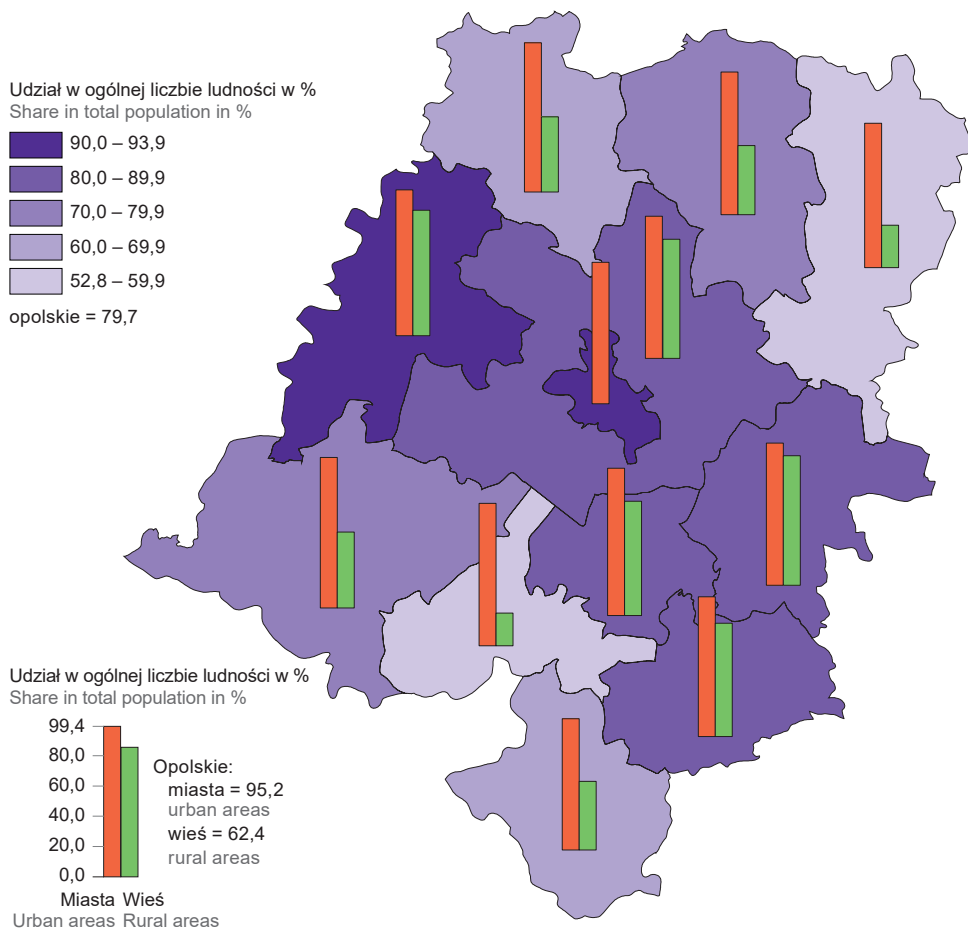 Udział w ogólnej liczbie ludności w %
Share in total population in %
90,0 – 93,9
80,0 – 89,9
70,0 – 79,9
60,0 – 69,9
52,8 – 59,9
opolskie = 79,7
Udział w ogólnej liczbie ludności w %
Share in total population in %
99,4
80,0
60,0
40,0
20,0
0,0
Opolskie:
miasta = 95,2
urban areas
wieś = 62,4
rural areas
Miasta Wieś
Urban areas Rural areas